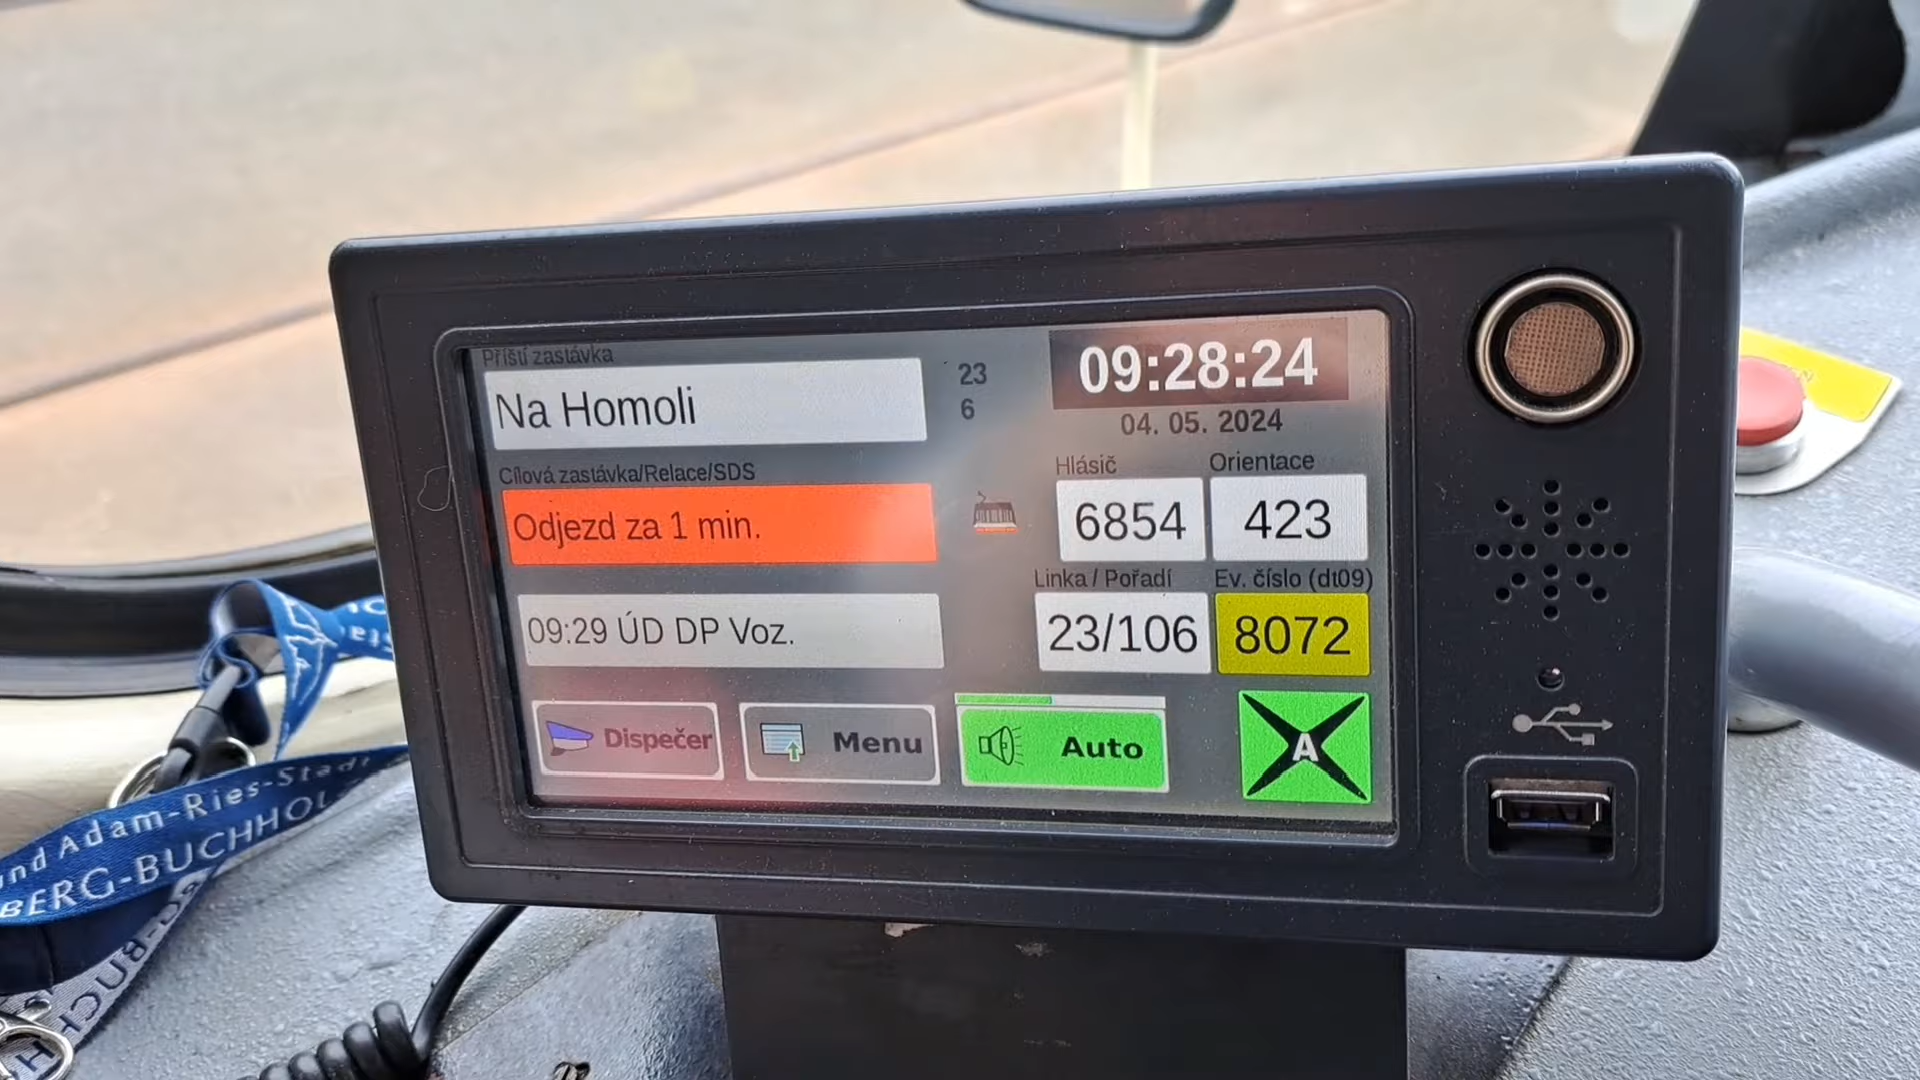 Příští zastávka
Na Homoli
23
6
09:28:24
04. 05. 2024
Cílová zastávka/Relace/SDS
Odjezd za 1 min.
Hlásič
Orientace
6854
423
09:29 ÚD DP Voz.
Linka / Pořadí
Ev. číslo (dt09)
23/106
8072
Dispečer
Menu
Auto
A
und Adam-Ries-Stadt
BERG-BUCHHOL